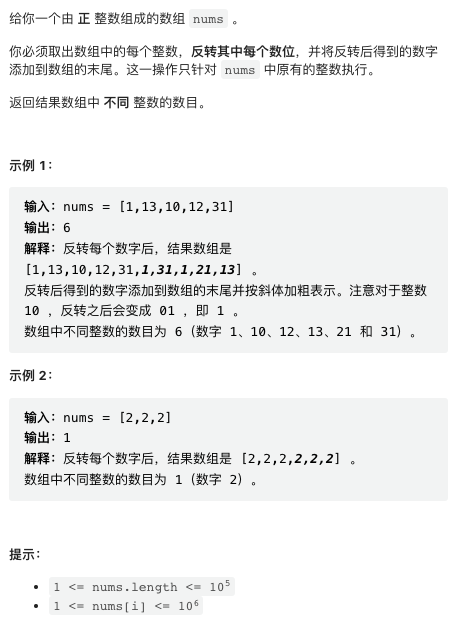 给你一个由 正 整数组成的数组 nums 。
你必须取出数组中的每个整数，反转其中每个数位，并将反转后得到的数字
添加到数组的末尾。这一操作只针对 nums 中原有的整数执行。
返回结果数组中 不同 整数的数目。
示例 1：
输入：nums = [1,13,10,12,31]
输出：6
解释：反转每个数字后，结果数组是
[1,13,10,12,31,1,31,1,21,13] 。
反转后得到的数字添加到数组的末尾并按斜体加粗表示。注意对于整数
10 ，反转之后会变成 01 ，即 1 。
数组中不同整数的数目为 6（数字 1、10、12、13、21 和 31）。
示例 2：
输入：nums = [2,2,2]
输出：1
解释：反转每个数字后，结果数组是 [2,2,2,2,2,2] 。
数组中不同整数的数目为 1（数字 2）。
提示：
• 1 <= nums.length <= 10⁵
• 1 <= nums[i] <= 10⁶